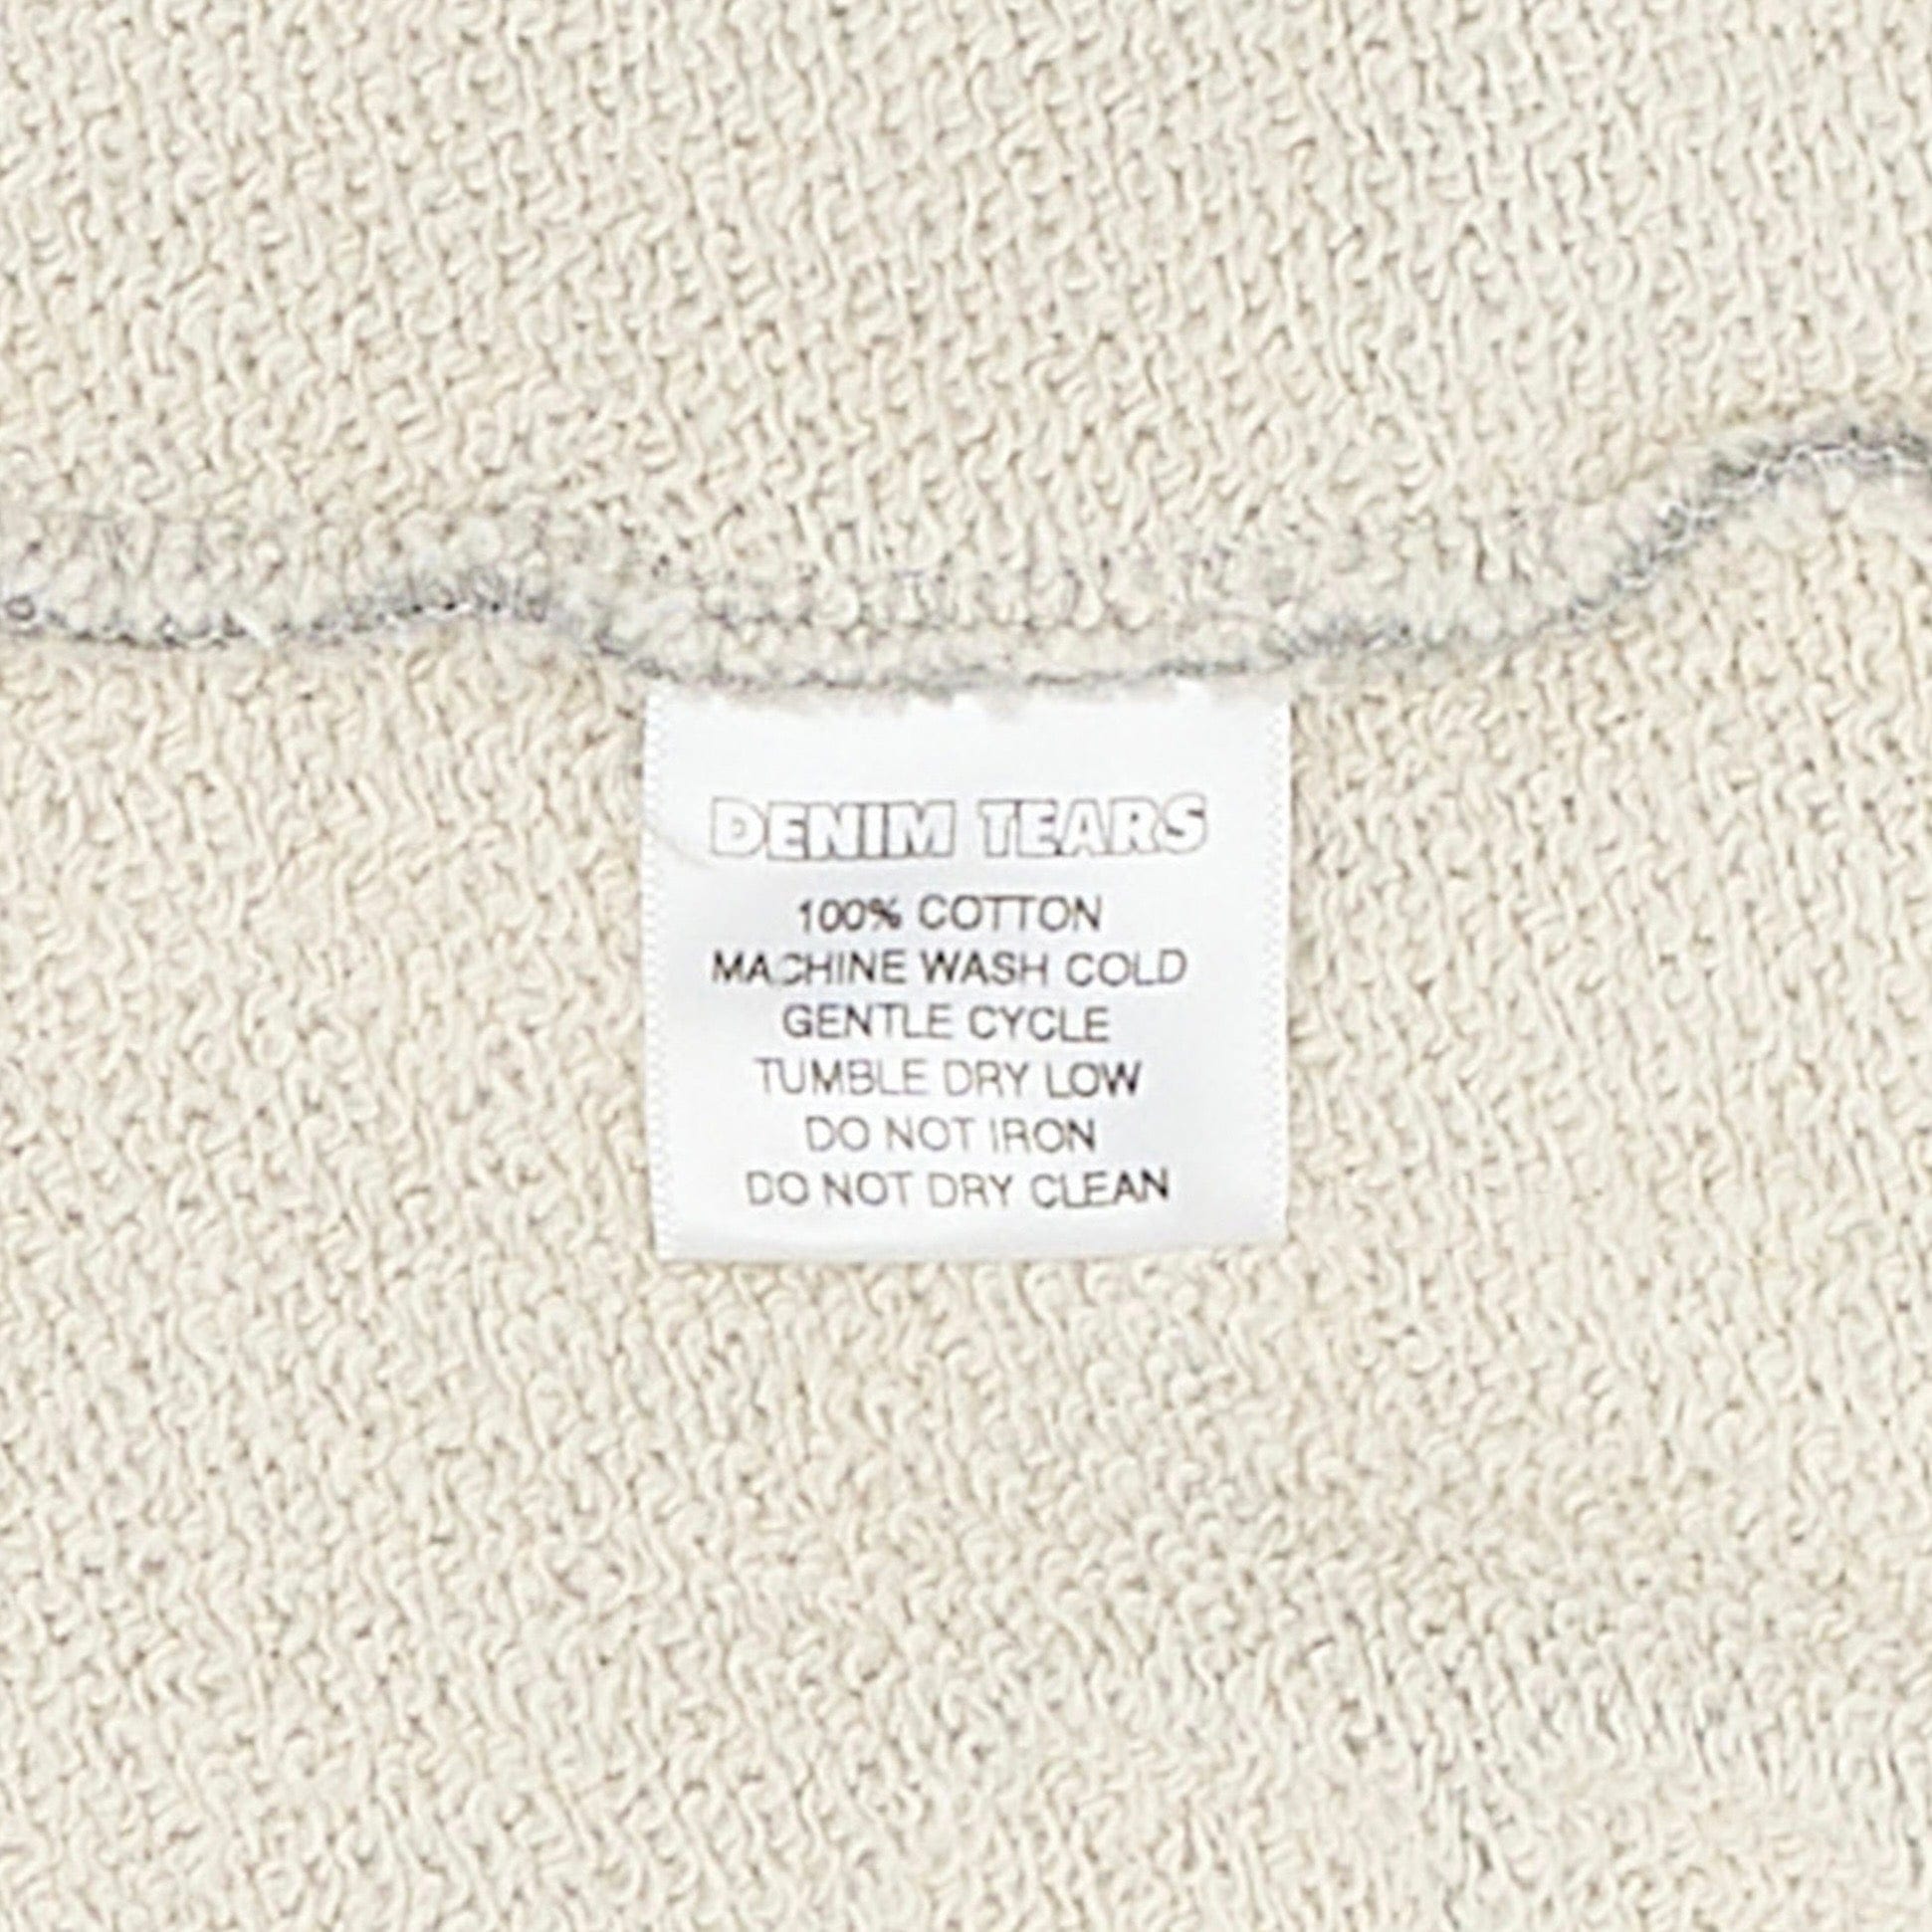 DENIM TEARS
100% COTTON
MACHINE WASH COLD
GENTLE CYCLE
TUMBLE DRY LOW
DO NOT IRON
DO NOT DRY CLEAN